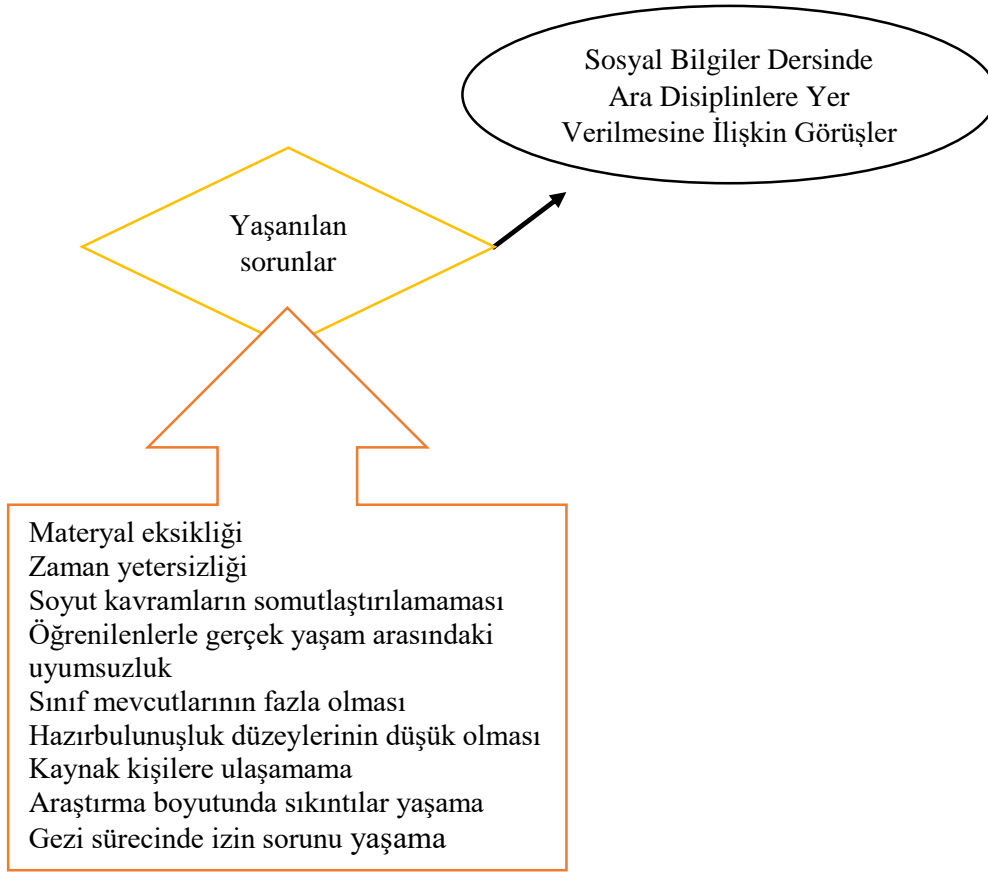 Sosyal Bilgiler Dersinde
Ara Disiplinlere Yer
Verilmesine İlişkin Görüşler
Yaşanılan
sorunlar
Materyal eksikliği
Zaman yetersizliği
Soyut kavramların somutlaştırılamaması
Öğrenilenlerle gerçek yaşam arasındaki
uyumsuzluk
Sınıf mevcutlarının fazla olması
Hazırbulunuşluk düzeylerinin düşük olması
Kaynak kişilere ulaşamama
Araştırma boyutunda sıkıntılar yaşama
Gezi sürecinde izin sorunu yaşama